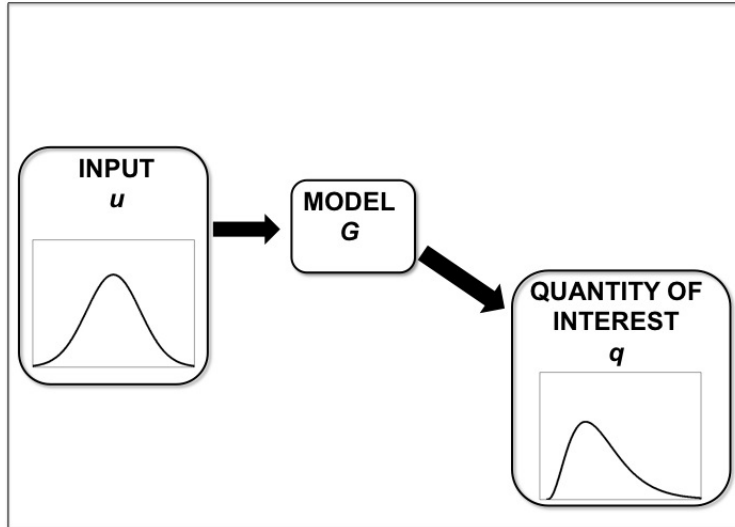 INPUT
u
MODEL
G
QUANTITY OF
INTEREST
q